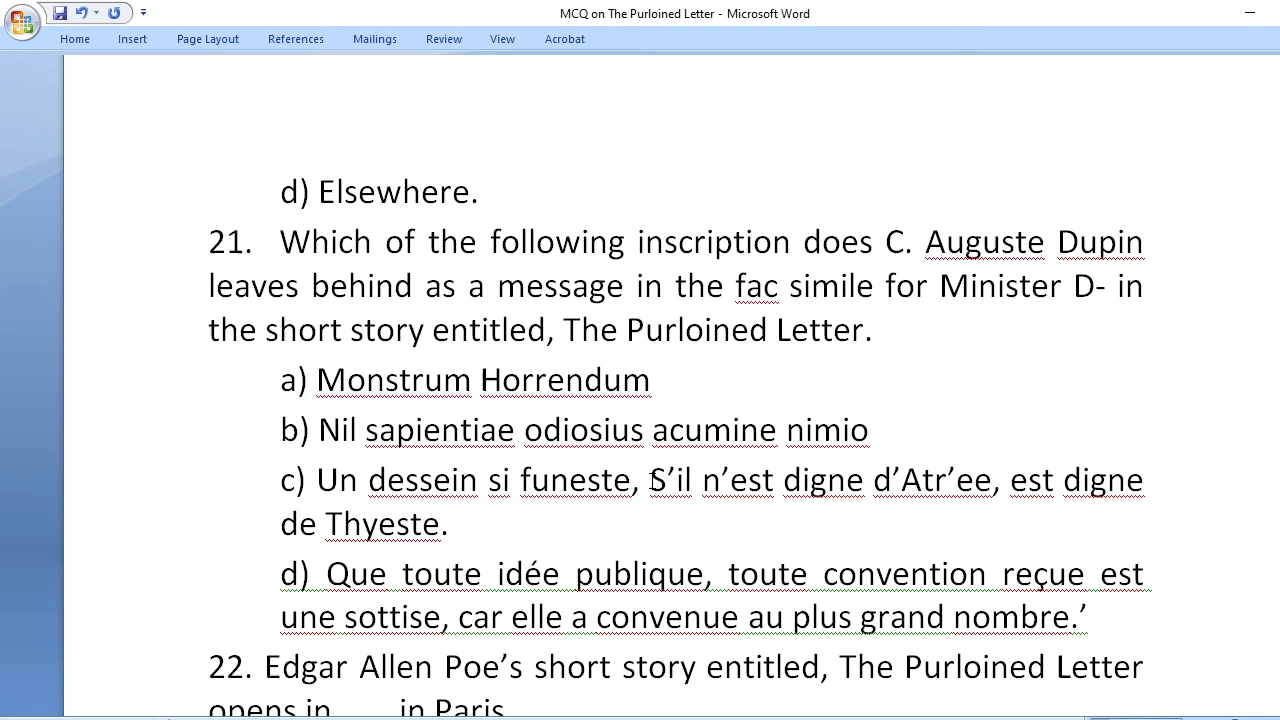 MCQ on The Purloined Letter - Microsoft Word
Home Insert Page Layout References Mailings Review View Acrobat
d) Elsewhere.
21. Which of the following inscription does C. Auguste Dupin
leaves behind as a message in the fac simile for Minister D- in
the short story entitled, The Purloined Letter.
a) Monstrum Horrendum
b) Nil sapientiae odiosius acumine nimio
c) Un dessein si funeste, S’il n’est digne d’Atr’ee, est digne
de Thyeste.
d) Que toute idée publique, toute convention reçue est
une sottise, car elle a convenue au plus grand nombre.’
22. Edgar Allen Poe’s short story entitled, The Purloined Letter
opens in ___ in Paris